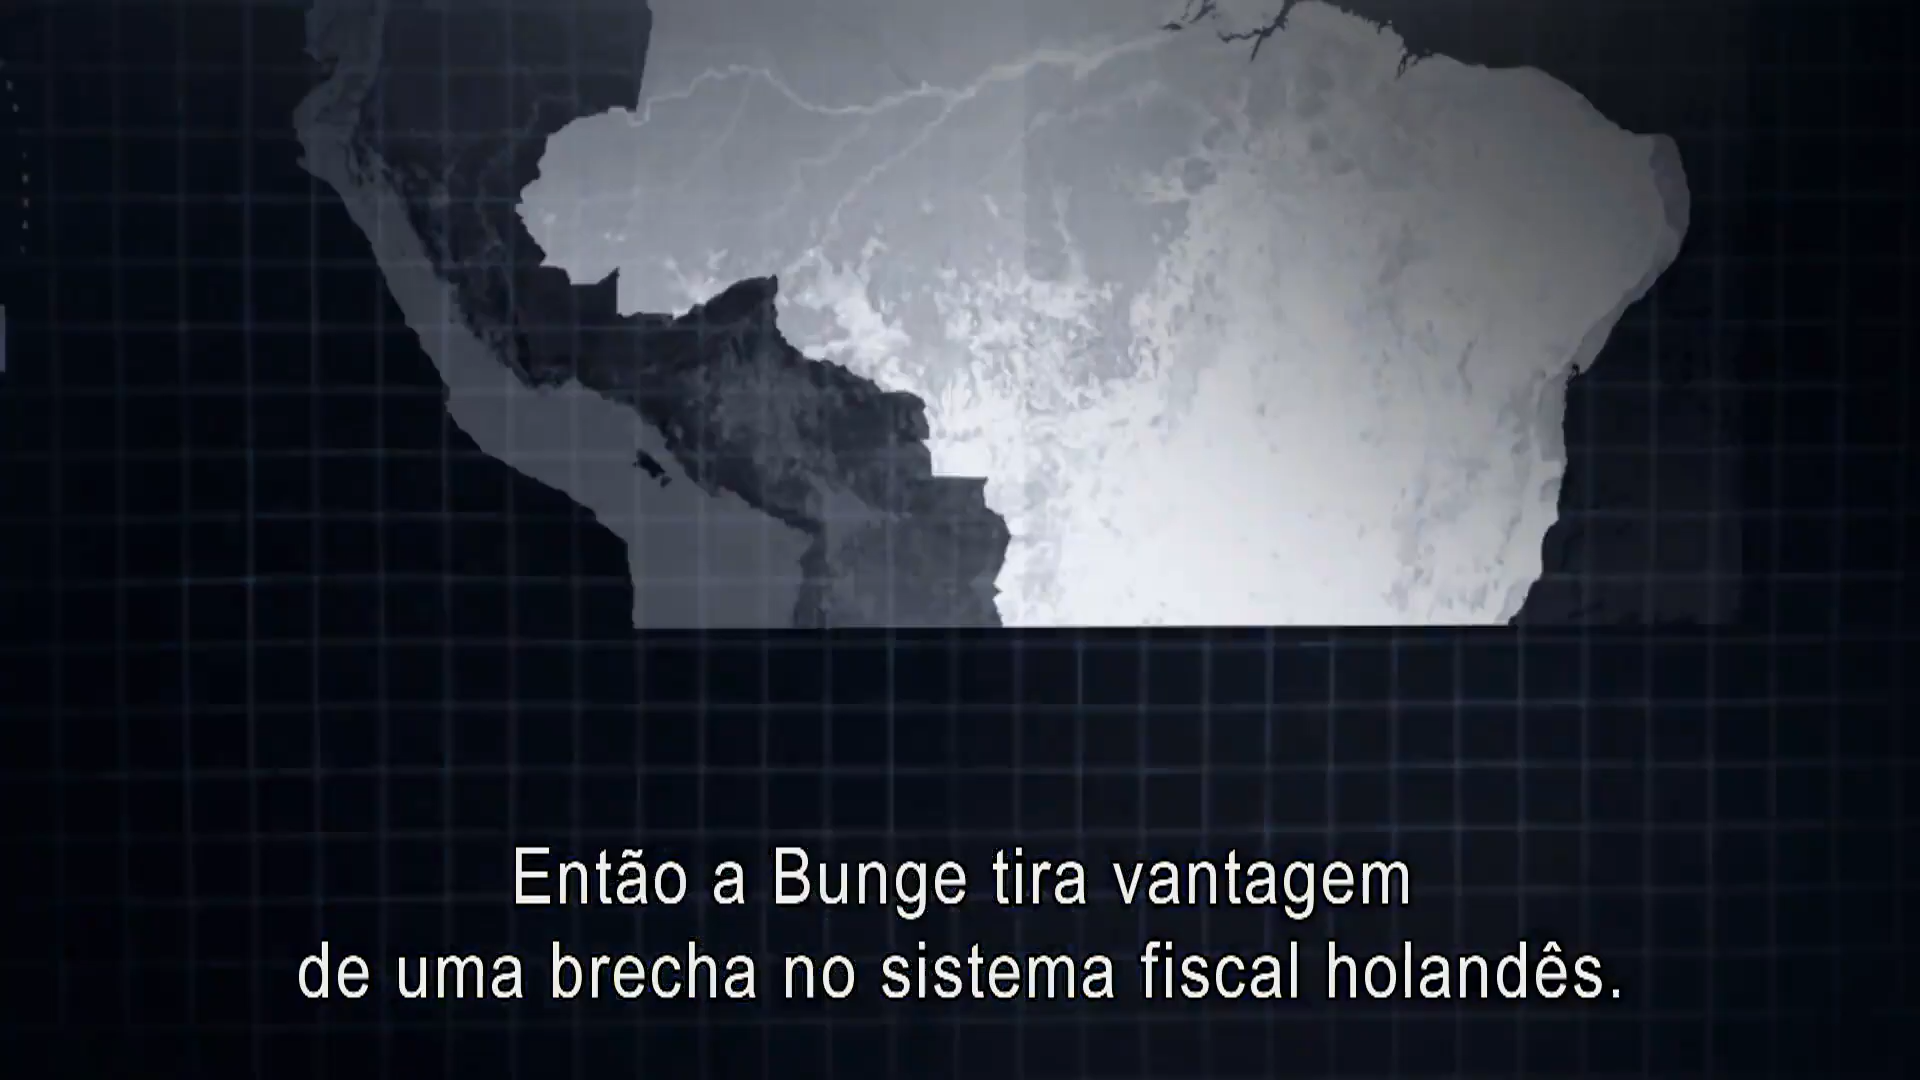 Então a Bunge tira vantagem
de uma brecha no sistema fiscal holandês.